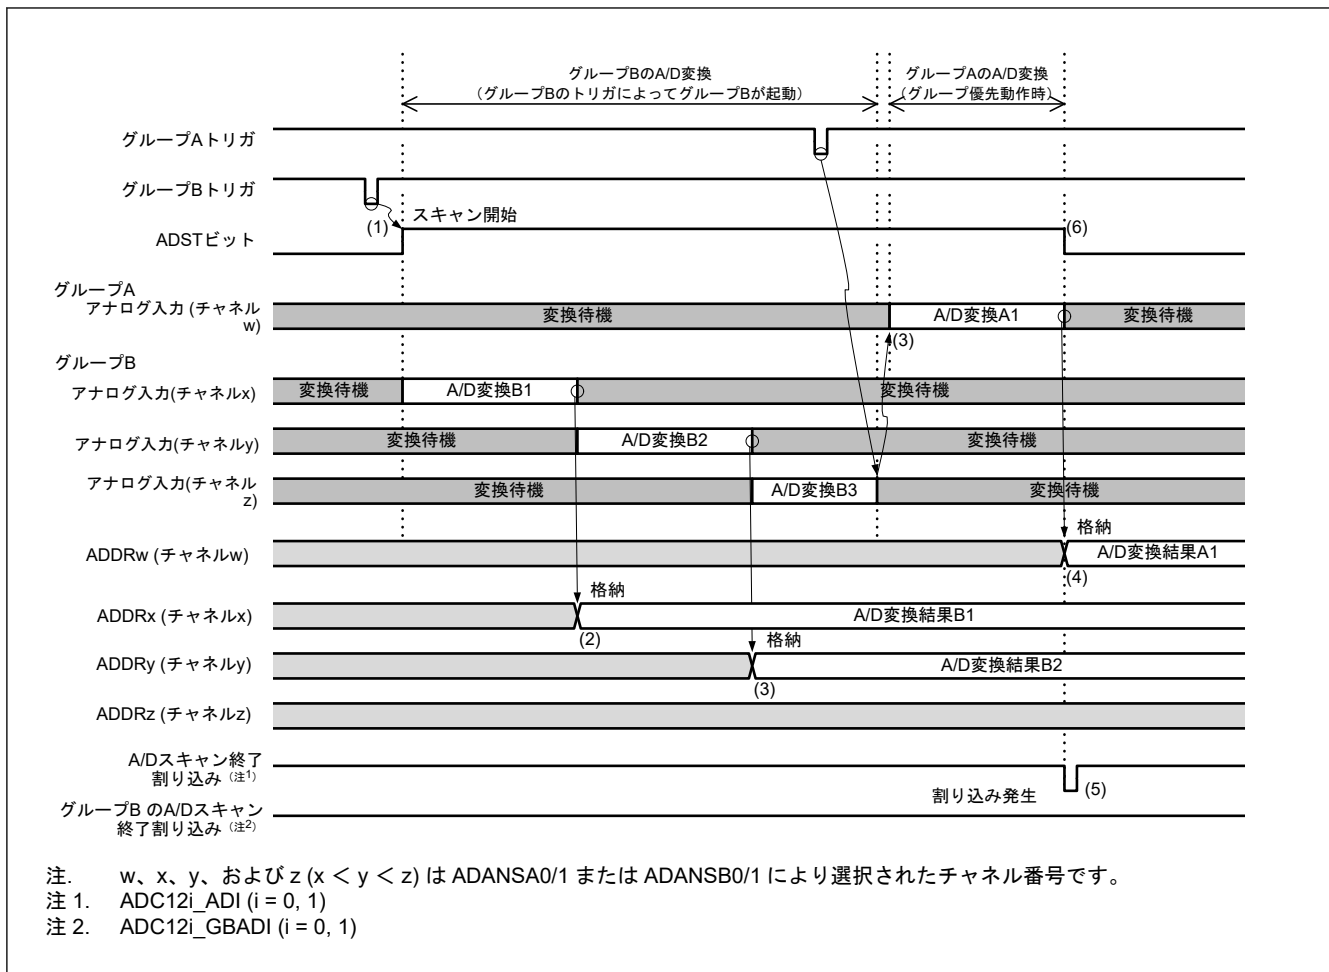 グループBのA/D変換
(グループBのトリガによってグループBが起動)
グループAのA/D変換
(グループ優先動作時)
グループAトリガ
グループBトリガ
(1)
スキャン開始
(6)
ADSTビット
グループA
アナログ入力 (チャネル
w)
変換待機
A/D変換A1
変換待機
(3)
グループB
アナログ入力(チャネルx)
変換待機
A/D変換B1
変換待機
アナログ入力(チャネルy)
変換待機
A/D変換B2
変換待機
アナログ入力(チャネル
z)
変換待機
A/D変換B3
変換待機
格納
ADDRw (チャネルw)
A/D変換結果A1
(4)
格納
ADDRx (チャネルx)
A/D変換結果B1
(2)
格納
ADDRy (チャネルy)
A/D変換結果B2
(3)
ADDRz (チャネルz)
A/Dスキャン終了
割り込み (注1)
割り込み発生
(5)
グループB のA/Dスキャン
終了割り込み (注2)
注. w、x、y、および z (x < y < z) は ADANSA0/1 または ADANSB0/1 により選択されたチャネル番号です。
注 1. ADC12i_ADI (i = 0, 1)
注 2. ADC12i_GBADI (i = 0, 1)